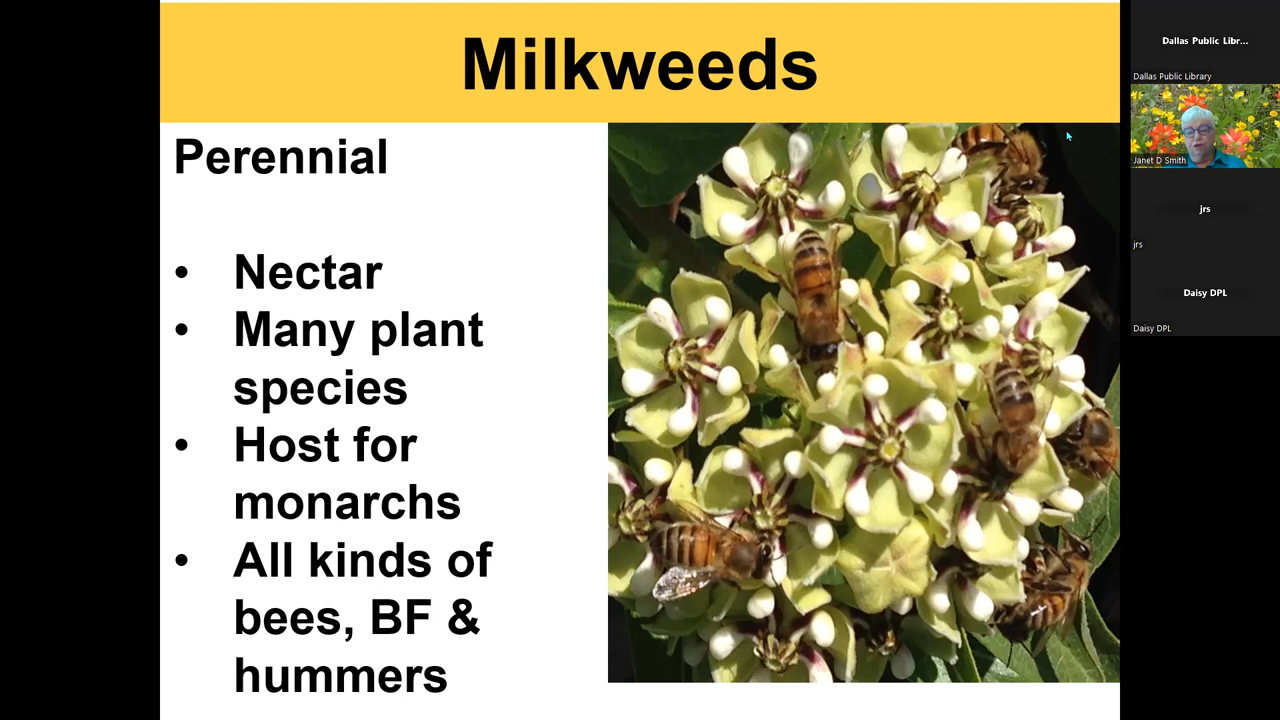 Milkweeds
Perennial
• Nectar
• Many plant
species
• Host for
monarchs
• All kinds of
bees, BF &
hummers
Dallas Public Libr...
Dallas Public Library
Janet D Smith
jrs
jrs
Daisy DPL
Daisy DPL